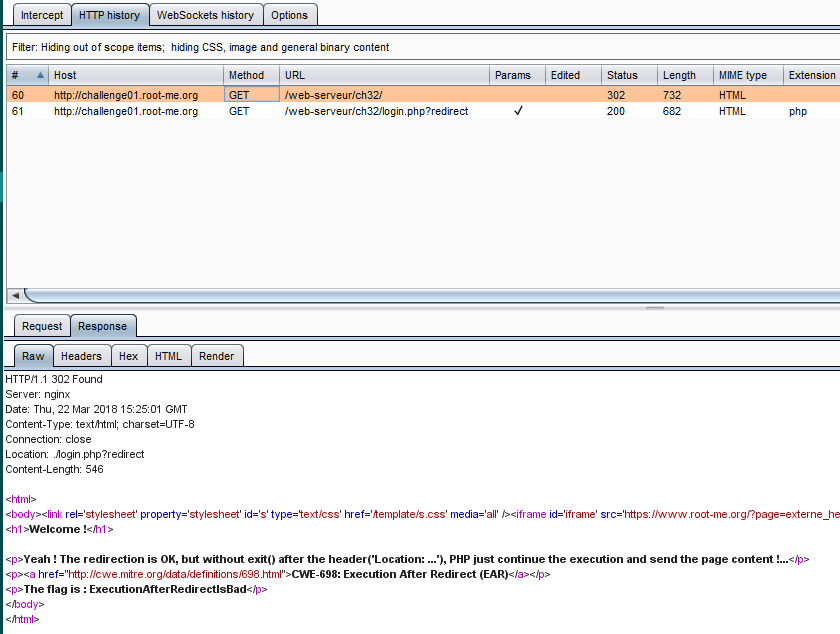 Intercept HTTP history WebSockets history Options
Filter: Hiding out of scope items; hiding CSS, image and general binary content
# Host Method URL Params Edited Status Length MIME type Extension
60 http://challenge01.root-me.org GET /web-serveur/ch32/ 302 732 HTML
61 http://challenge01.root-me.org GET /web-serveur/ch32/login.php?redirect ✓ 200 682 HTML php
Request Response
Raw Headers Hex HTML Render
HTTP/1.1 302 Found
Server: nginx
Date: Thu, 22 Mar 2018 15:25:01 GMT
Content-Type: text/html; charset=UTF-8
Connection: close
Location: ./login.php?redirect
Content-Length: 546
<html>
<body><link rel='stylesheet' property='stylesheet' id='s' type='text/css' href='/template/s.css' media='all' /><iframe id='iframe' src='https://www.root-me.org/?page=externe_he
<h1>Welcome !</h1>
<p>Yeah ! The redirection is OK, but without exit() after the header('Location: ...'), PHP just continue the execution and send the page content !...</p>
<p><a href="http://cwe.mitre.org/data/definitions/698.html">CWE-698: Execution After Redirect (EAR)</a></p>
<p>The flag is : ExecutionAfterRedirectIsBad</p>
</body>
</html>